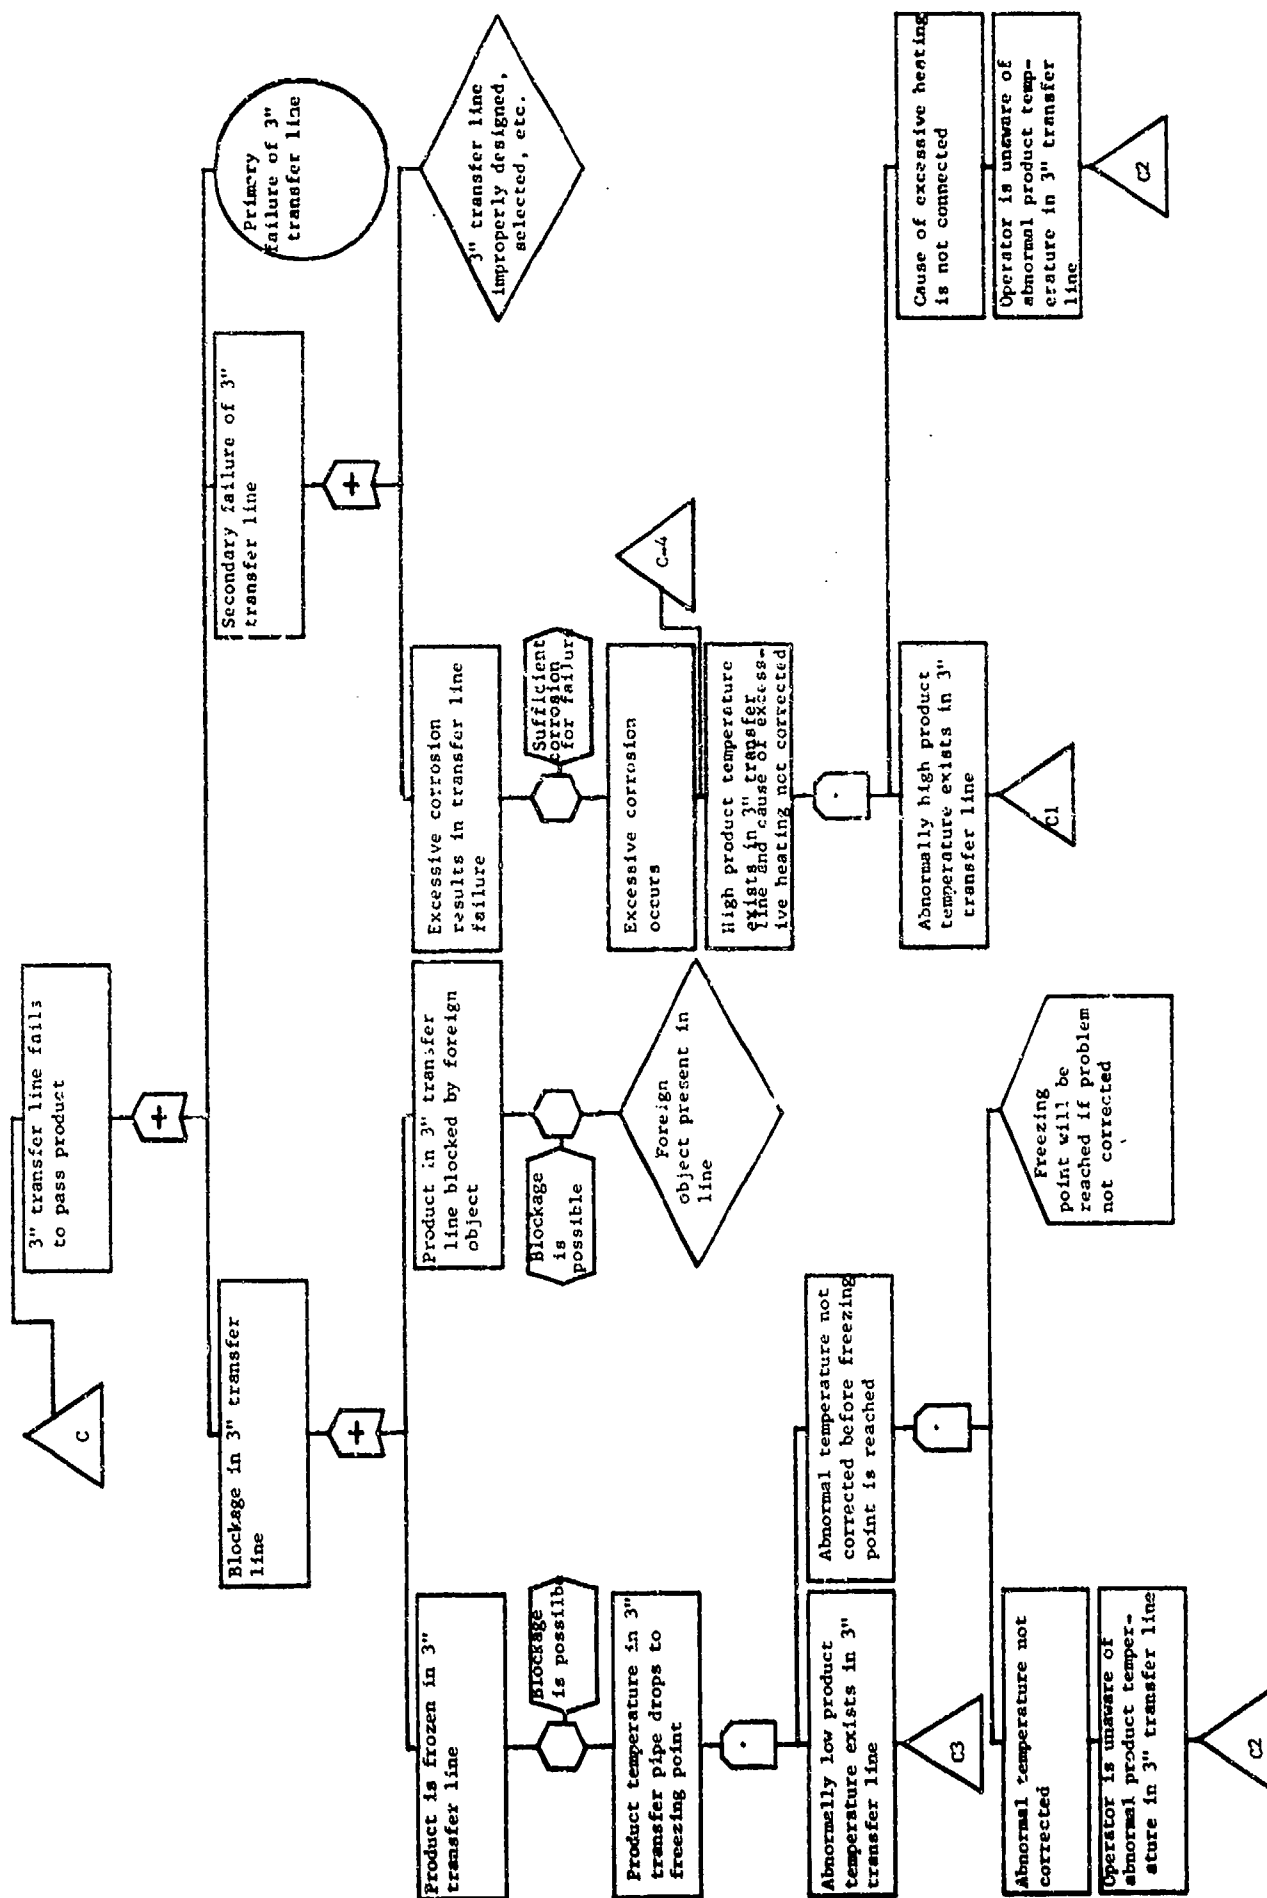 C
3" transfer line fails
to pass product
+
Blockage in 3" transfer
line
Secondary failure of 3"
transfer line
Primary
failure of 3"
transfer line
+
+
Product is frozen in 3"
transfer line
Product in 3" transfer
line blocked by foreign
object
Excessive corrosion
results in transfer line
failure
3" transfer line
improperly designed,
selected, etc.
Blockage
is possilbe
Blockage
is
possible
Sufficient
corrosion
for failure
Product temperature in 3"
transfer pipe drops to
freezing point
Foreign
object present in
line
Excessive corrosion
occurs
C-4
High product temperature
exists in 3" transfer
line and cause of excess-
ive heating not corrected
Abnormally low product
temperature exists in 3"
transfer line
Abnormal temperature not
corrected before freezing
point is reached
Abnormally high product
temperature exists in 3"
transfer line
Cause of excessive heating
is not connected
C3
C1
Operator is unaware of
abnormal product temp-
erature in 3" transfer
line
C2
Abnormal temperature not
corrected
Freezing
point will be
reached if problem
not corrected
Operator is unaware of
abnormal product temper-
ature in 3" transfer line
C2